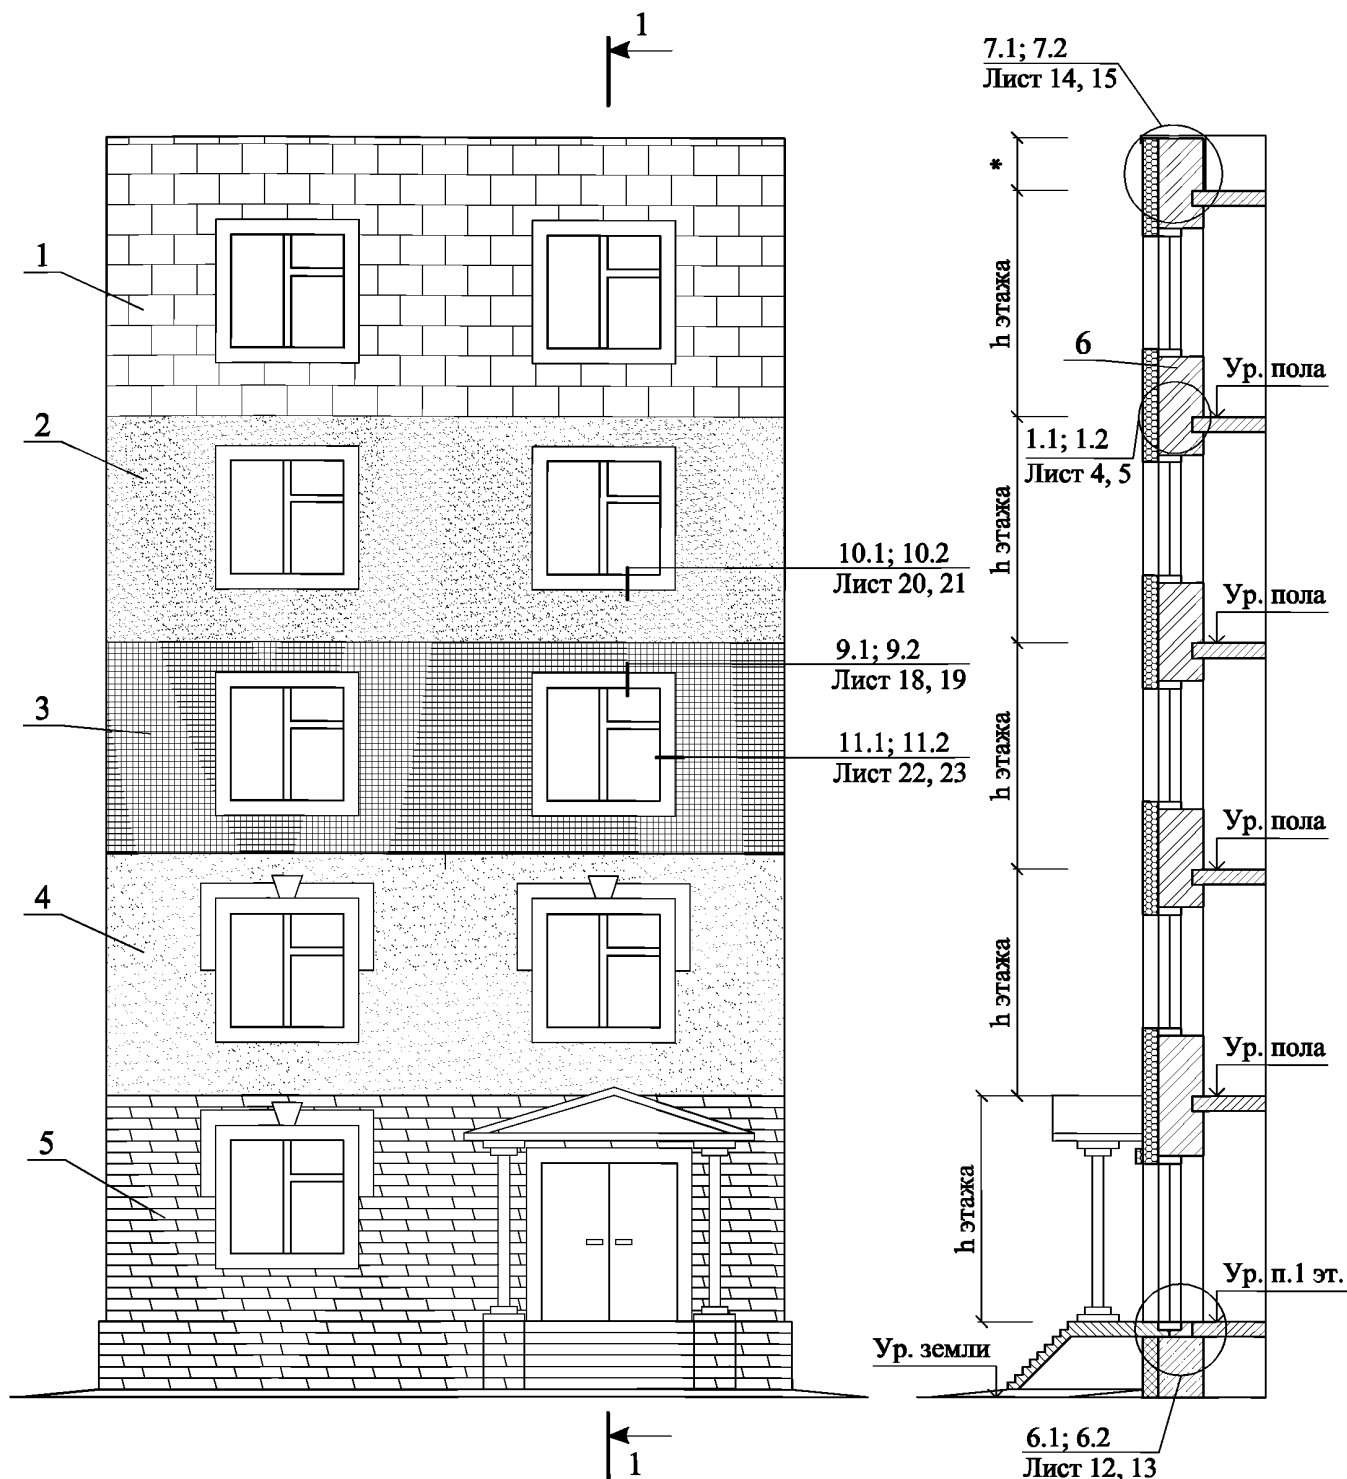 1
7.1; 7.2
Лист 14, 15
*
1
h этажа
6
Ур. пола
2
1.1; 1.2
Лист 4, 5
h этажа
10.1; 10.2
Лист 20, 21
Ур. пола
9.1; 9.2
Лист 18, 19
3
h этажа
11.1; 11.2
Лист 22, 23
Ур. пола
4
h этажа
Ур. пола
5
h этажа
Ур. п.1 эт.
Ур. земли
6.1; 6.2
Лист 12, 13
1